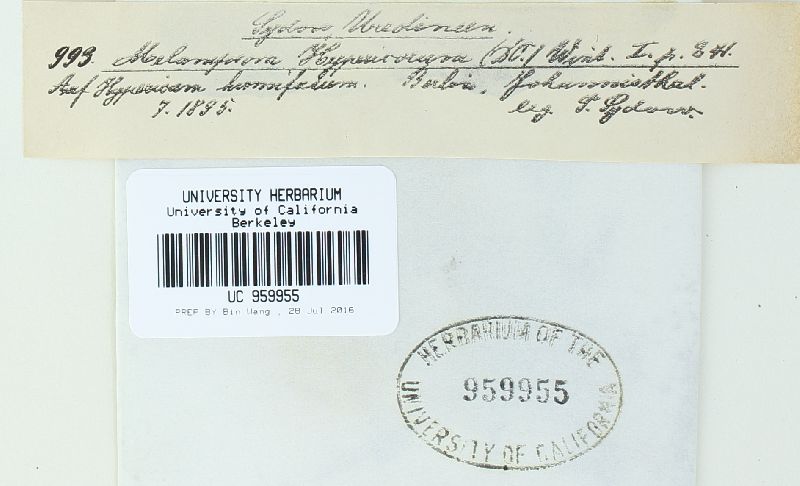 Sydow Uredineen.
999. Melampsora Hypericorum (DC.) Wint. I. p. 241.
Auf Hypericum humifusum. Berlin, Johannisthal.
7. 1895. leg. P. Sydow.
UNIVERSITY HERBARIUM
University of California
Berkeley
UC 959955
PREP BY Bin Wang , 28 Jul 2016
HERBARIUM OF THE
959955
UNIVERSITY OF CALIFORNIA